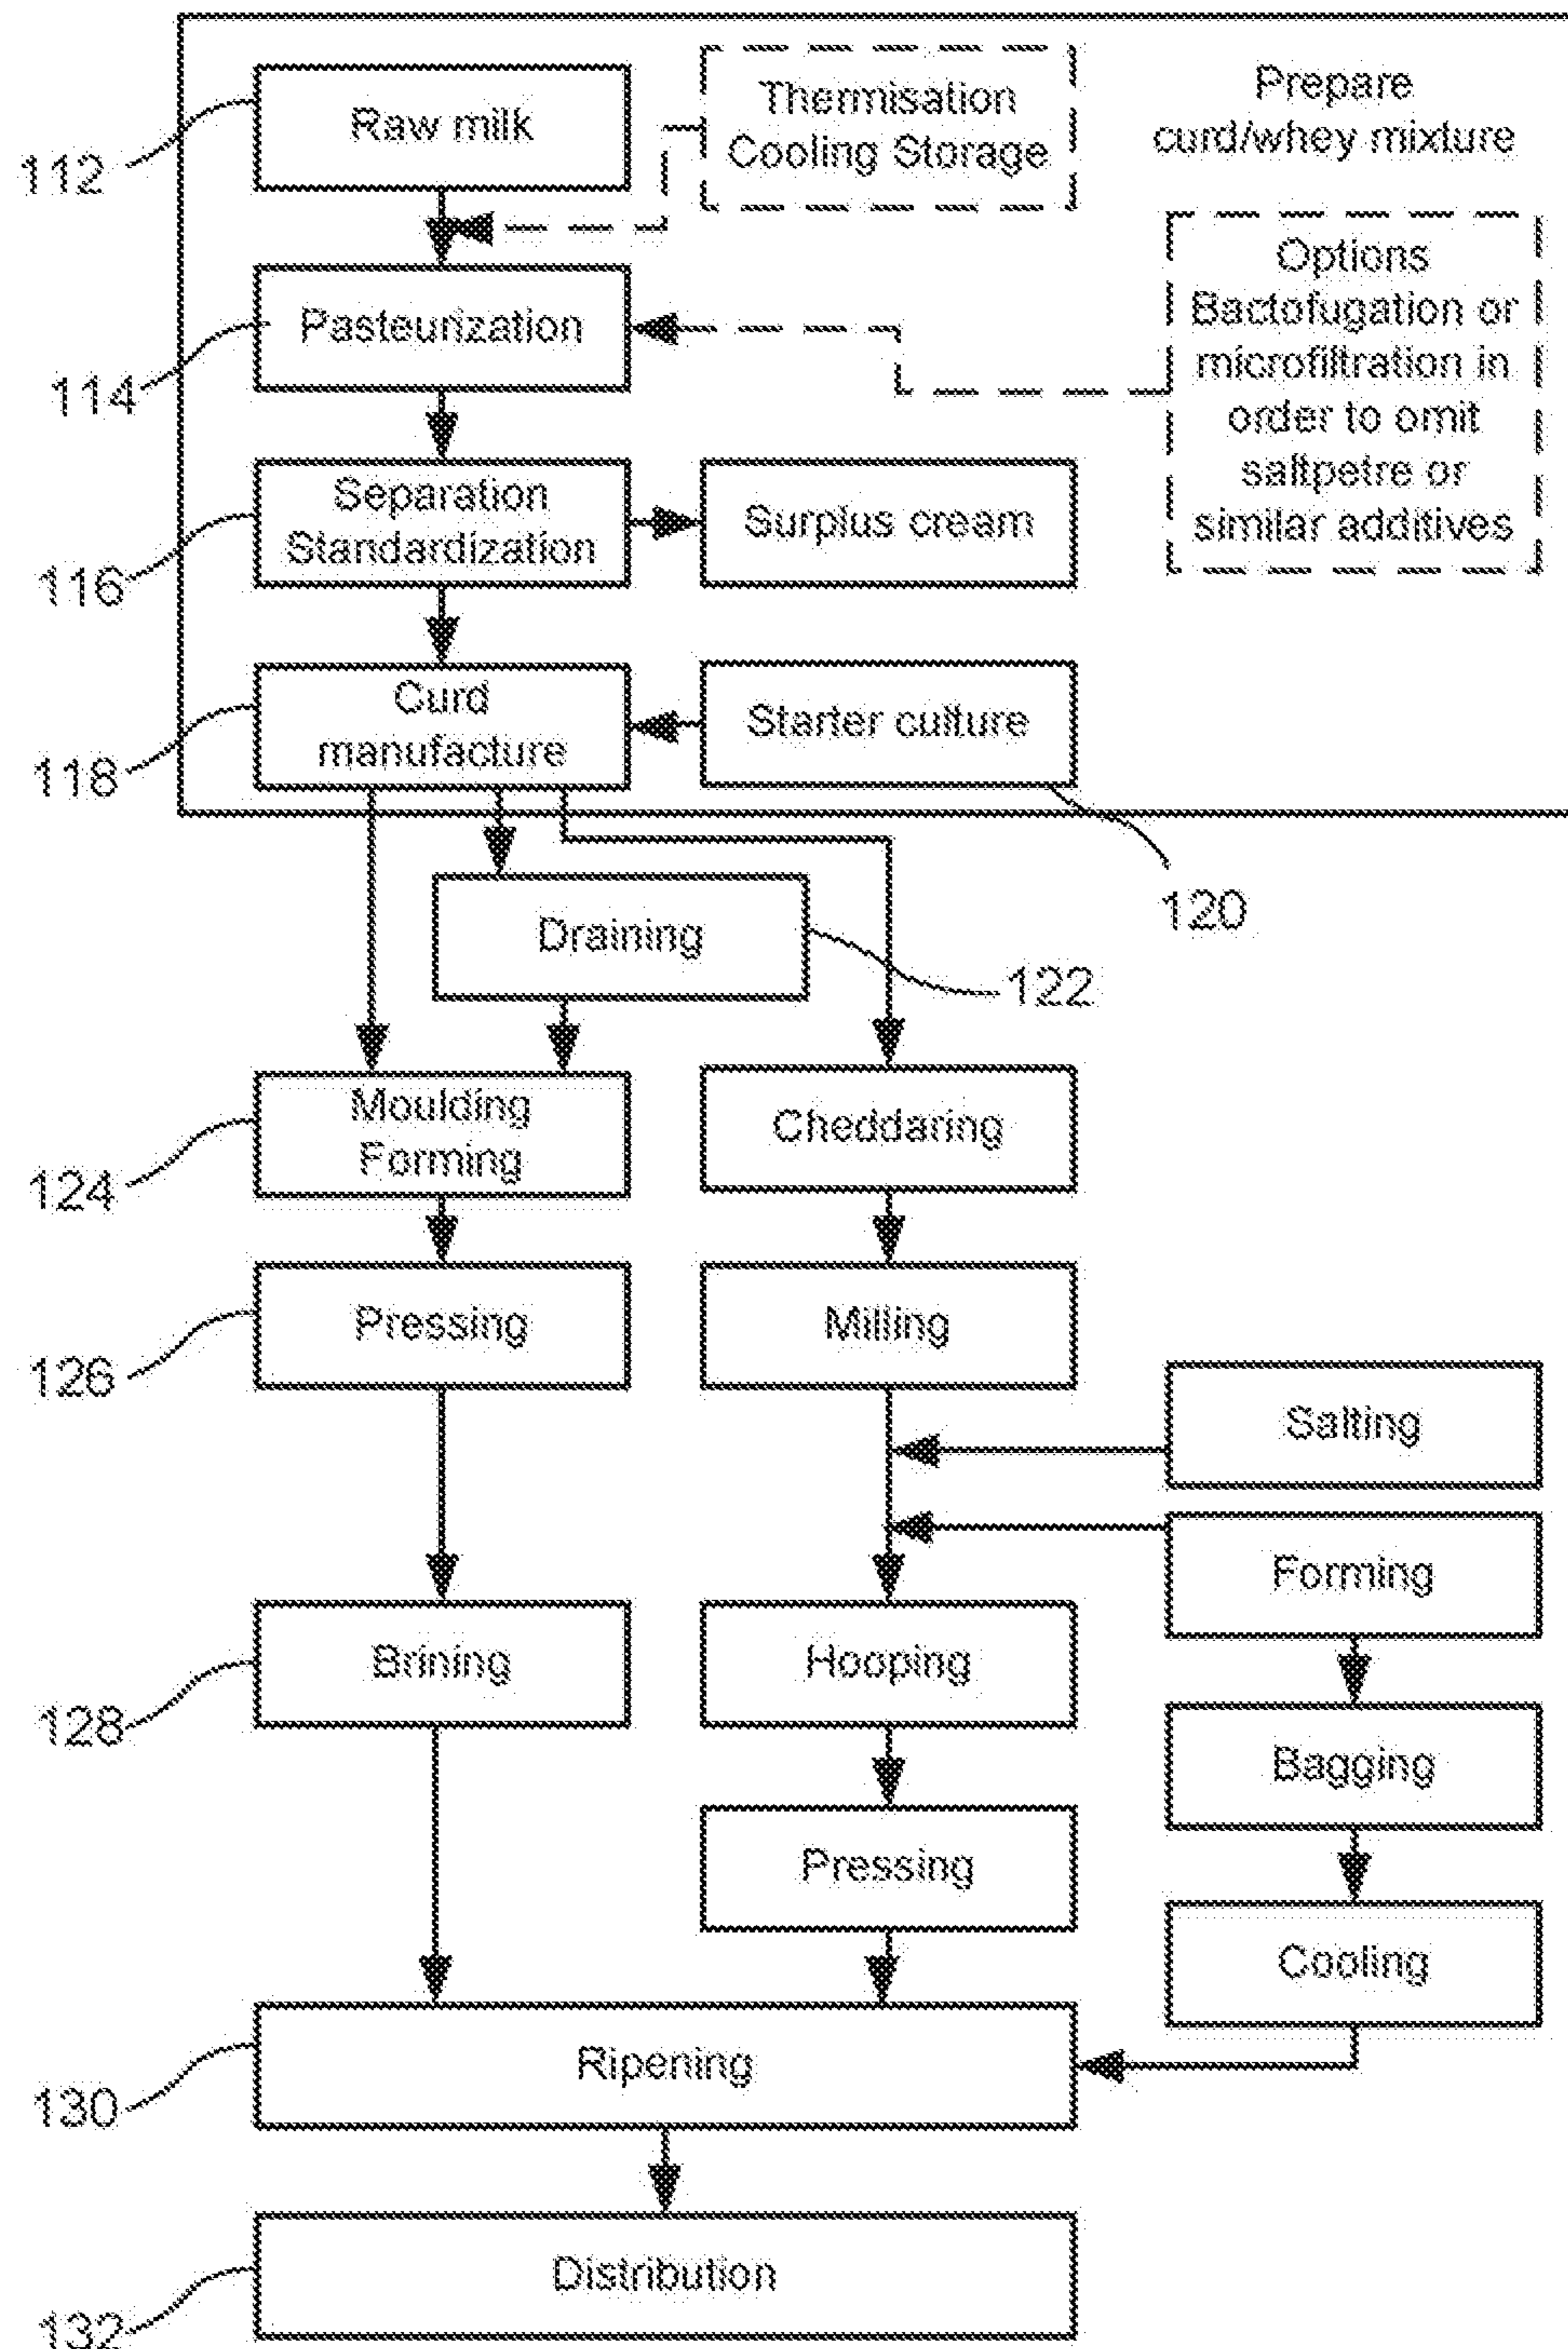 Raw milk
112
Thermisation
Cooling Storage
Prepare
curd/whey mixture
Pasteurization
114
Options
Bactofugation or
microfiltration in
order to omit
saltpetre or
similar additives
Separation
Standardization
116
Surplus cream
Curd
manufacture
118
Starter culture
120
Draining
122
Moulding
Forming
124
Cheddaring
Pressing
126
Milling
Salting
Forming
Brining
128
Hooping
Bagging
Pressing
Cooling
Ripening
130
Distribution
132